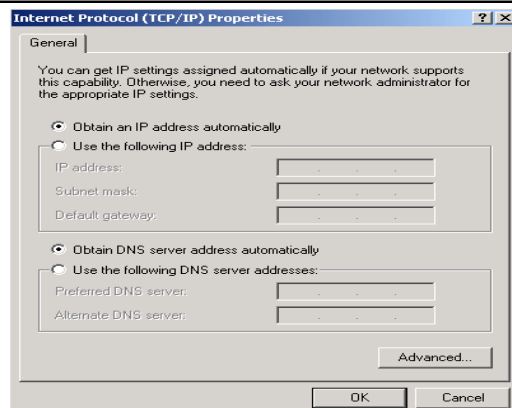 Internet Protocol (TCP/IP) Properties
General
You can get IP settings assigned automatically if your network supports
this capability. Otherwise, you need to ask your network administrator for
the appropriate IP settings.
Obtain an IP address automatically
Use the following IP address:
IP address:
Subnet mask:
Default gateway:
Obtain DNS server address automatically
Use the following DNS server addresses:
Preferred DNS server:
Alternate DNS server:
Advanced...
OK Cancel